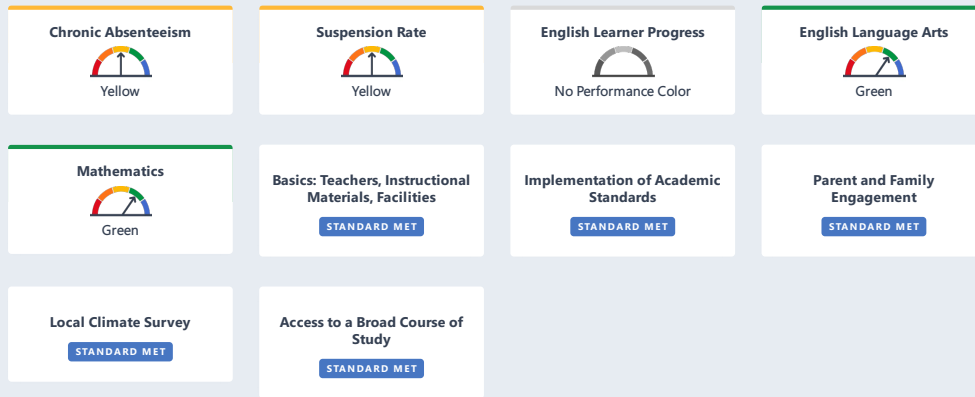 Chronic Absenteeism
Yellow
Suspension Rate
Yellow
English Learner Progress
No Performance Color
English Language Arts
Green
Mathematics
Green
Basics: Teachers, Instructional
Materials, Facilities
STANDARD MET
Implementation of Academic
Standards
STANDARD MET
Parent and Family
Engagement
STANDARD MET
Local Climate Survey
STANDARD MET
Access to a Broad Course of
Study
STANDARD MET